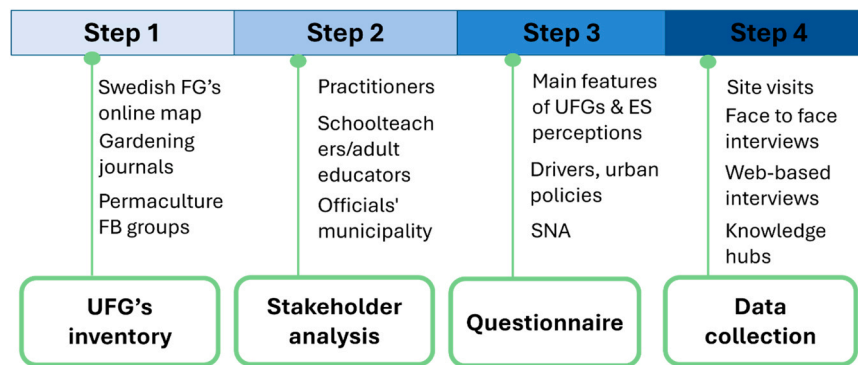 Step 1
Step 2
Step 3
Step 4
Swedish FG's
online map
Gardening
journals
Permaculture
FB groups
Practitioners
Schoolteach
ers/adult
educators
Officials'
municipality
Main features
of UFGs & ES
perceptions
Drivers, urban
policies
SNA
Site visits
Face to face
interviews
Web-based
interviews
Knowledge
hubs
UFG's
inventory
Stakeholder
analysis
Questionnaire
Data
collection